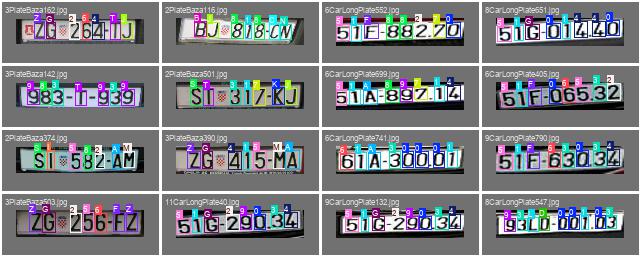 3PlateBaza162.jpg
ZG 264-TJ
2PlateBaza116.jpg
BJ 818-CN
6CarLongPlate552.jpg
51F-882.70
8CarLongPlate651.jpg
51G-014.40
3PlateBaza142.jpg
983-T-939
2PlateBaza501.jpg
ST 317-KJ
6CarLongPlate699.jpg
51A-897.14
6CarLongPlate405.jpg
51F-065.32
2PlateBaza374.jpg
SI 582-AM
3PlateBaza390.jpg
ZG 415-MA
6CarLongPlate741.jpg
61A-300.01
9CarLongPlate790.jpg
51F-630.34
3PlateBaza503.jpg
ZG 256-FZ
11CarLongPlate40.jpg
51G-290.34
9CarLongPlate132.jpg
51G-290.34
8CarLongPlate547.jpg
93LD-001.03